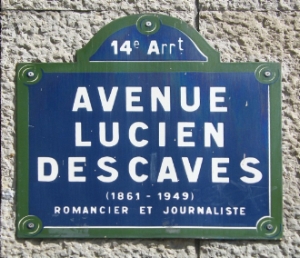 14e Arrt
AVENUE
LUCIEN
DESCAVES
(1861 - 1949)
ROMANCIER ET JOURNALISTE